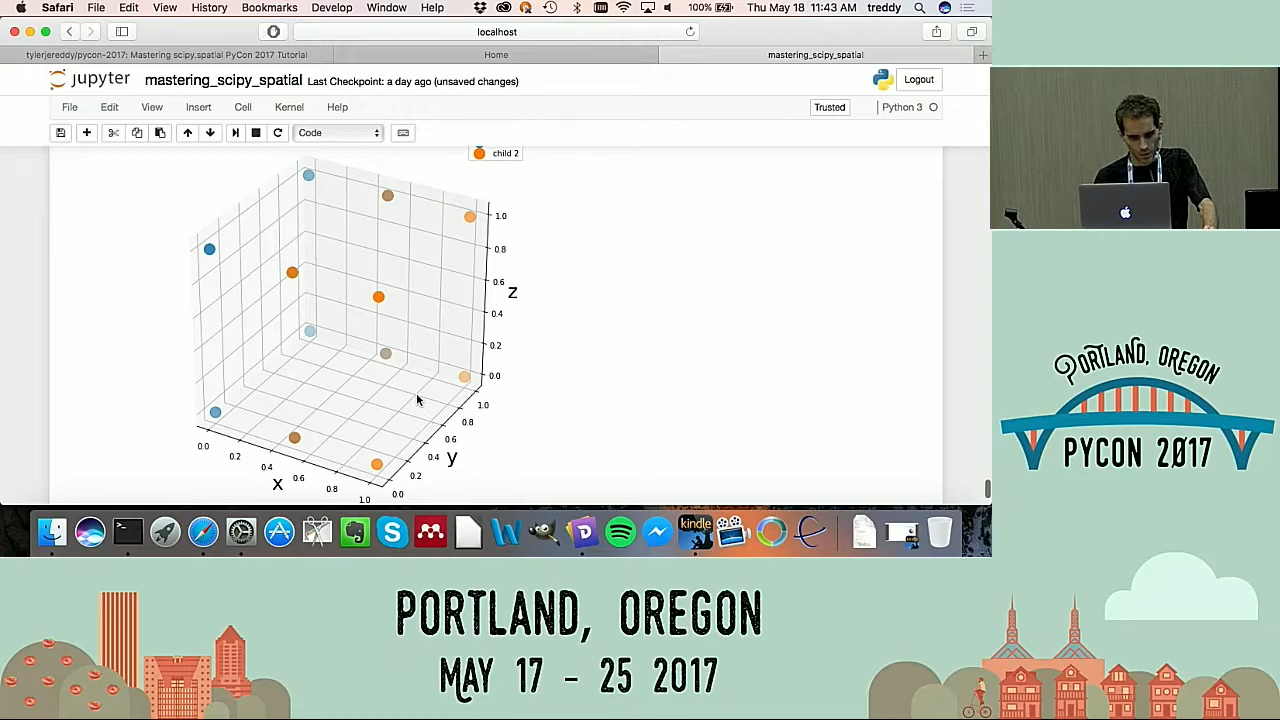 Safari File Edit View History Bookmarks Develop Window Help 100% Thu May 18 11:43 AM treddy
localhost
tylerjereddy/pycon-2017: Mastering scipy.spatial PyCon 2017 Tutorial Home mastering_scipy_spatial
jupyter mastering_scipy_spatial Last Checkpoint: a day ago (unsaved changes) Logout
File Edit View Insert Cell Kernel Help Trusted Python 3
Code
child 2
1.0
0.8
0.6
z
0.4
0.2
0.0
1.0
0.8
0.6
0.4
y
0.2
0.0
0.0
0.2
0.4
x
0.6
0.8
1.0
kindle
PORTLAND, OREGON
PYCON 2017
PORTLAND, OREGON
MAY 17 - 25 2017